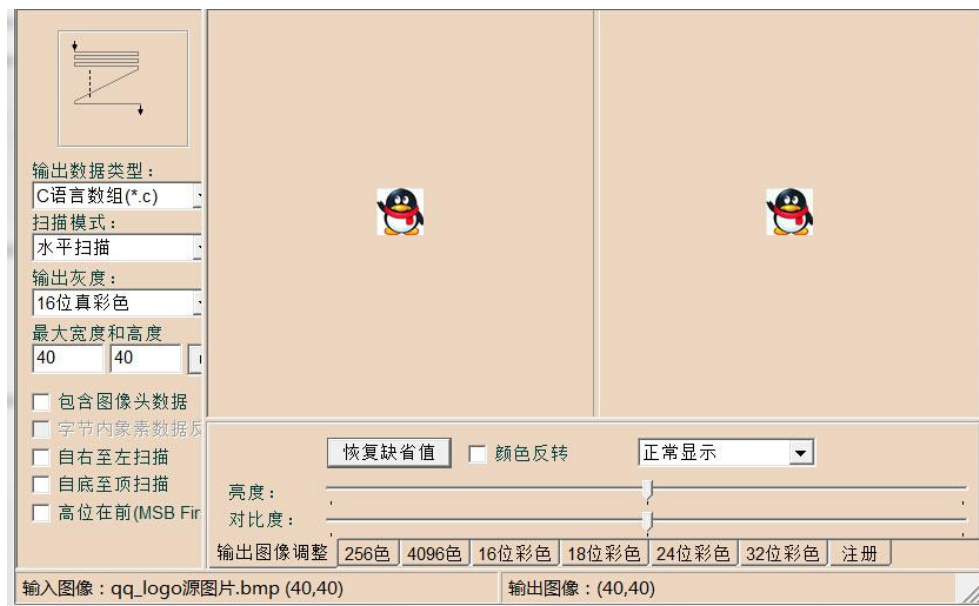 输出数据类型：
C语言数组(*.c)
扫描模式：
水平扫描
输出灰度：
16位真彩色
最大宽度和高度
40 40
包含图像头数据
字节内象素数据反
自右至左扫描
自底至顶扫描
高位在前(MSB Fir
恢复缺省值 颜色反转 正常显示
亮度：
对比度：
输出图像调整 256色 4096色 16位彩色 18位彩色 24位彩色 32位彩色 注册
输入图像：qq_logo源图片.bmp (40,40) 输出图像：(40,40)